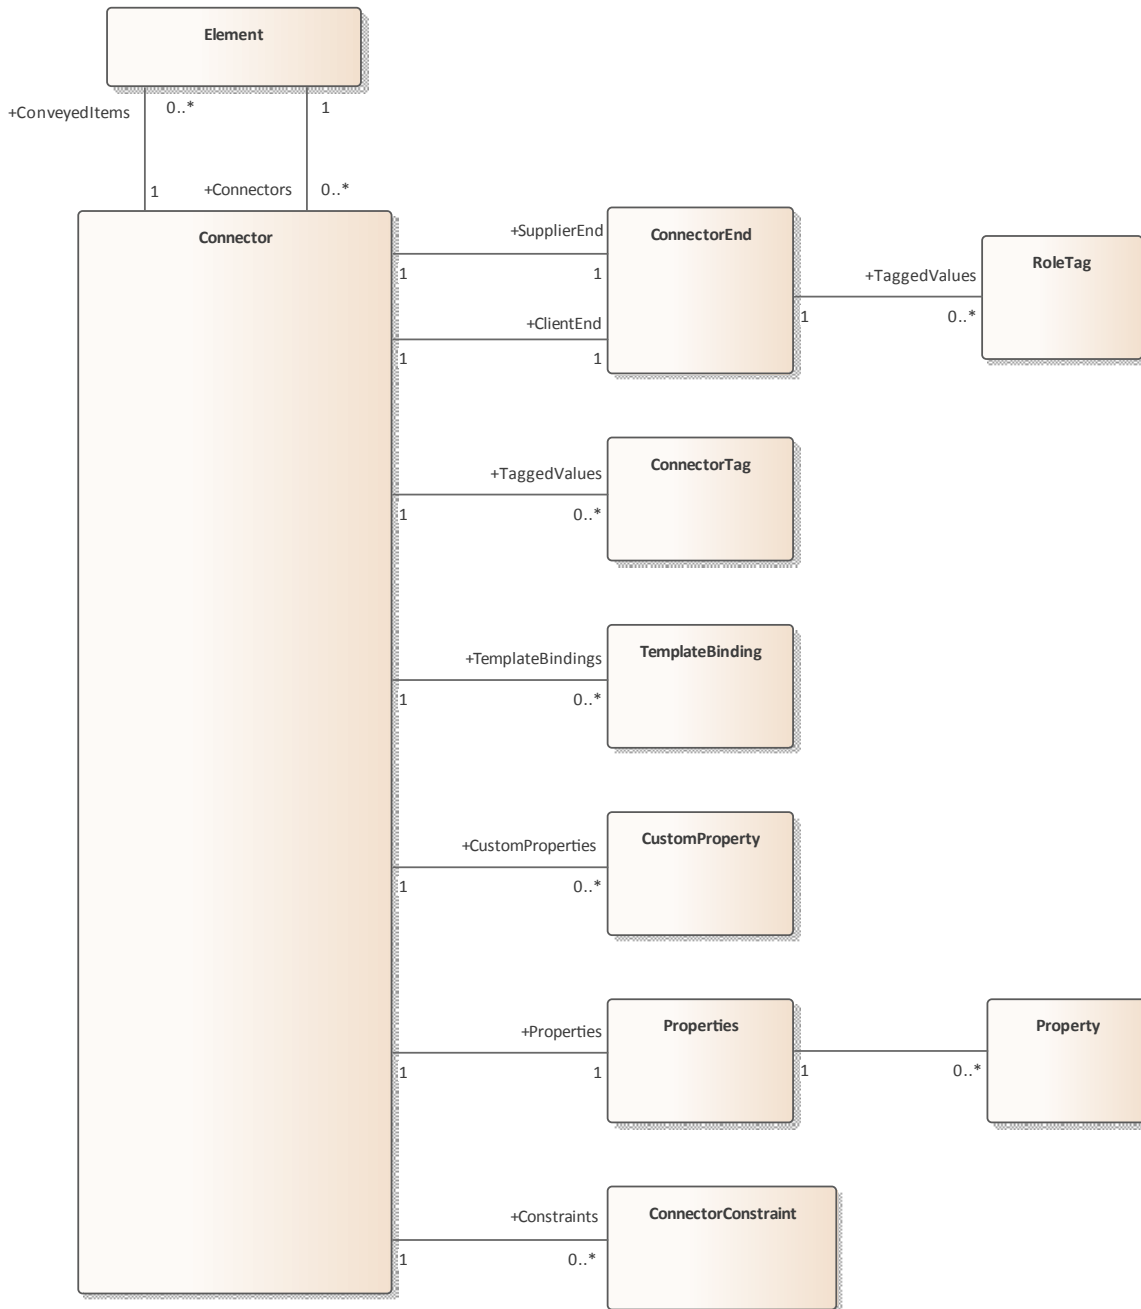 Element
+ConveyedItems
0..*
1
1
+Connectors
0..*
Connector
+SupplierEnd
1
1
ConnectorEnd
+ClientEnd
1
1
+TaggedValues
1
0..*
RoleTag
+TaggedValues
1
0..*
ConnectorTag
+TemplateBindings
1
0..*
TemplateBinding
+CustomProperties
1
0..*
CustomProperty
+Properties
1
1
Properties
1
0..*
Property
+Constraints
1
0..*
ConnectorConstraint